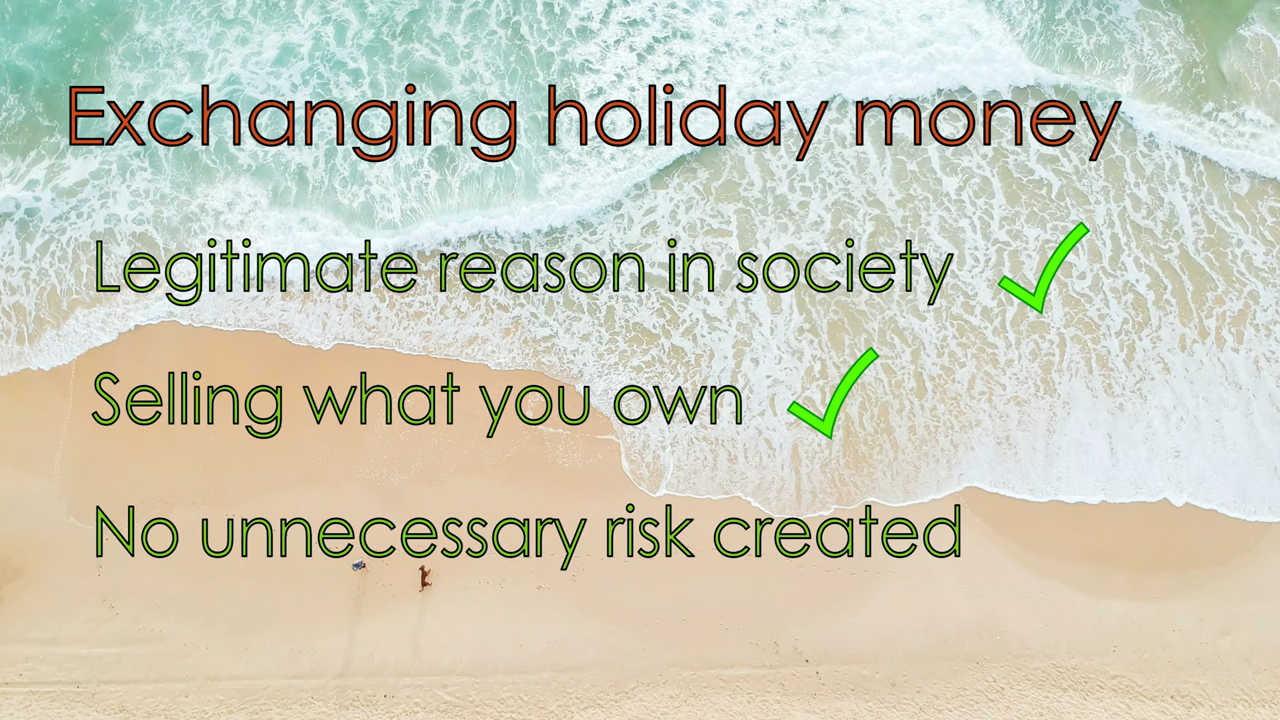 Exchanging holiday money
Legitimate reason in society
Selling what you own
No unnecessary risk created